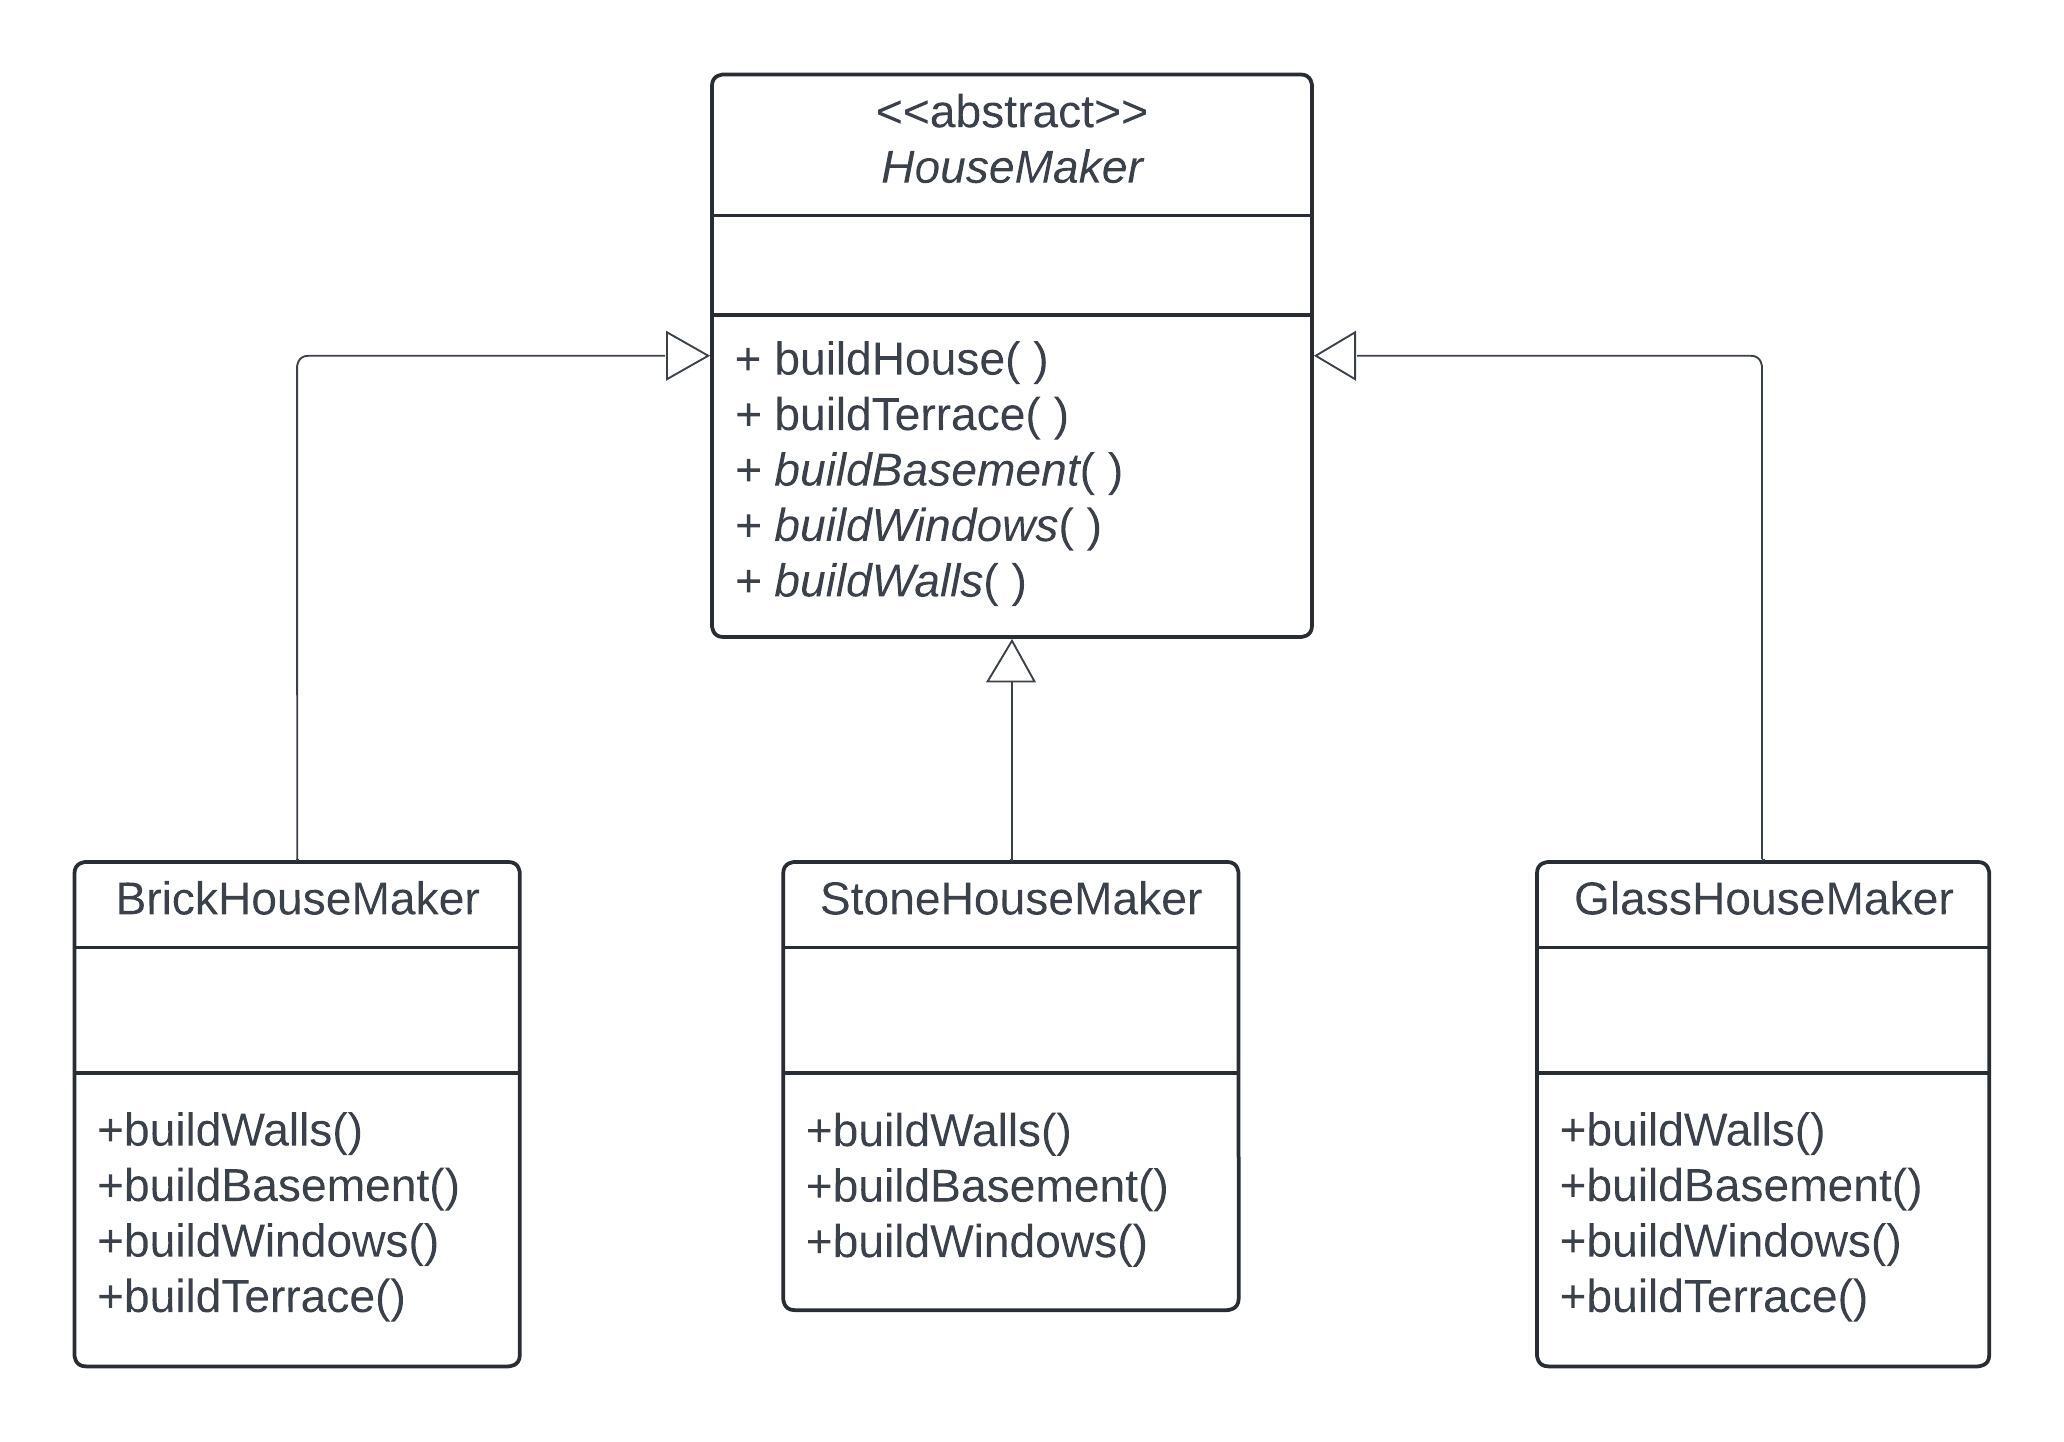 <<abstract>>
HouseMaker
+ buildHouse( )
+ buildTerrace( )
+ buildBasement( )
+ buildWindows( )
+ buildWalls( )
BrickHouseMaker
+buildWalls()
+buildBasement()
+buildWindows()
+buildTerrace()
StoneHouseMaker
+buildWalls()
+buildBasement()
+buildWindows()
GlassHouseMaker
+buildWalls()
+buildBasement()
+buildWindows()
+buildTerrace()